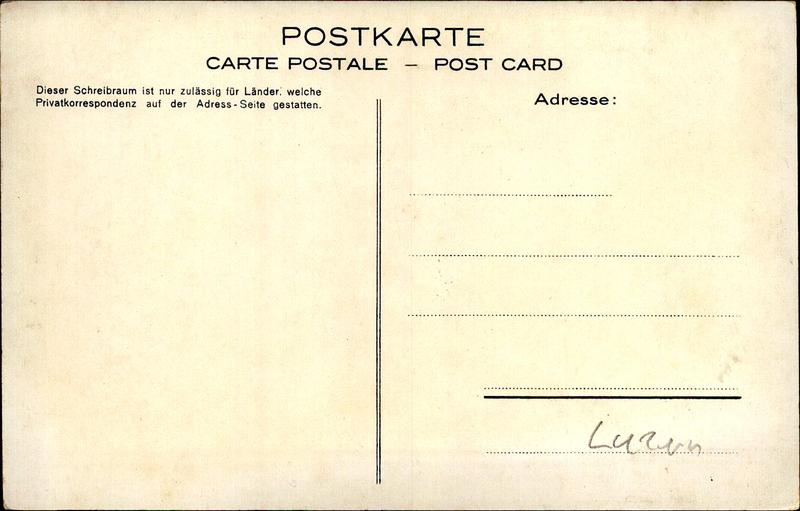 POSTKARTE
CARTE POSTALE – POST CARD
Dieser Schreibraum ist nur zulässig für Länder, welche
Privatkorrespondenz auf der Adress-Seite gestatten.
Adresse:
Luzern